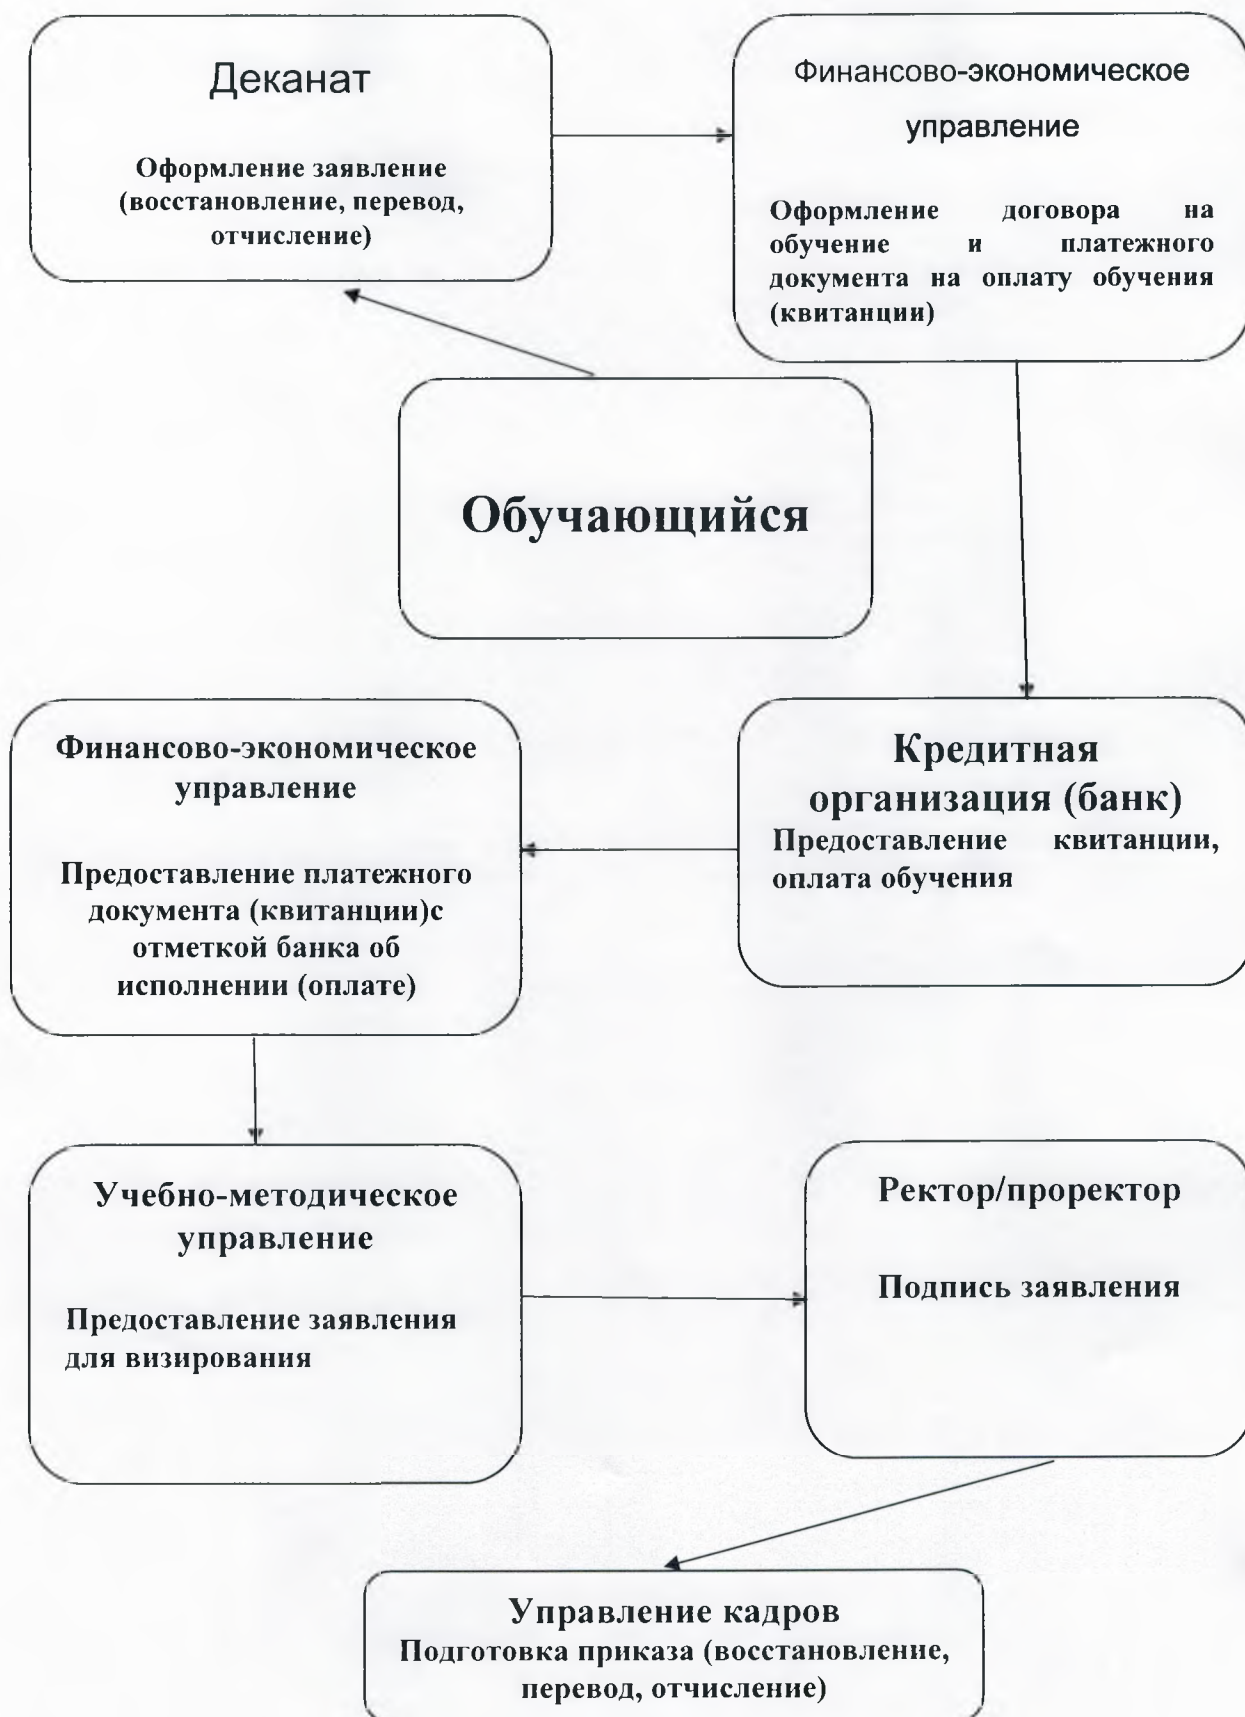 Деканат
Оформление заявление
(восстановление, перевод,
отчисление)
Финансово-экономическое
управление
Оформление договора на
обучение и платежного
документа на оплату обучения
(квитанции)
Обучающийся
Финансово-экономическое
управление
Предоставление платежного
документа (квитанции)с
отметкой банка об
исполнении (оплате)
Кредитная
организация (банк)
Предоставление квитанции,
оплата обучения
Учебно-методическое
управление
Предоставление заявления
для визирования
Ректор/проректор
Подпись заявления
Управление кадров
Подготовка приказа (восстановление,
перевод, отчисление)